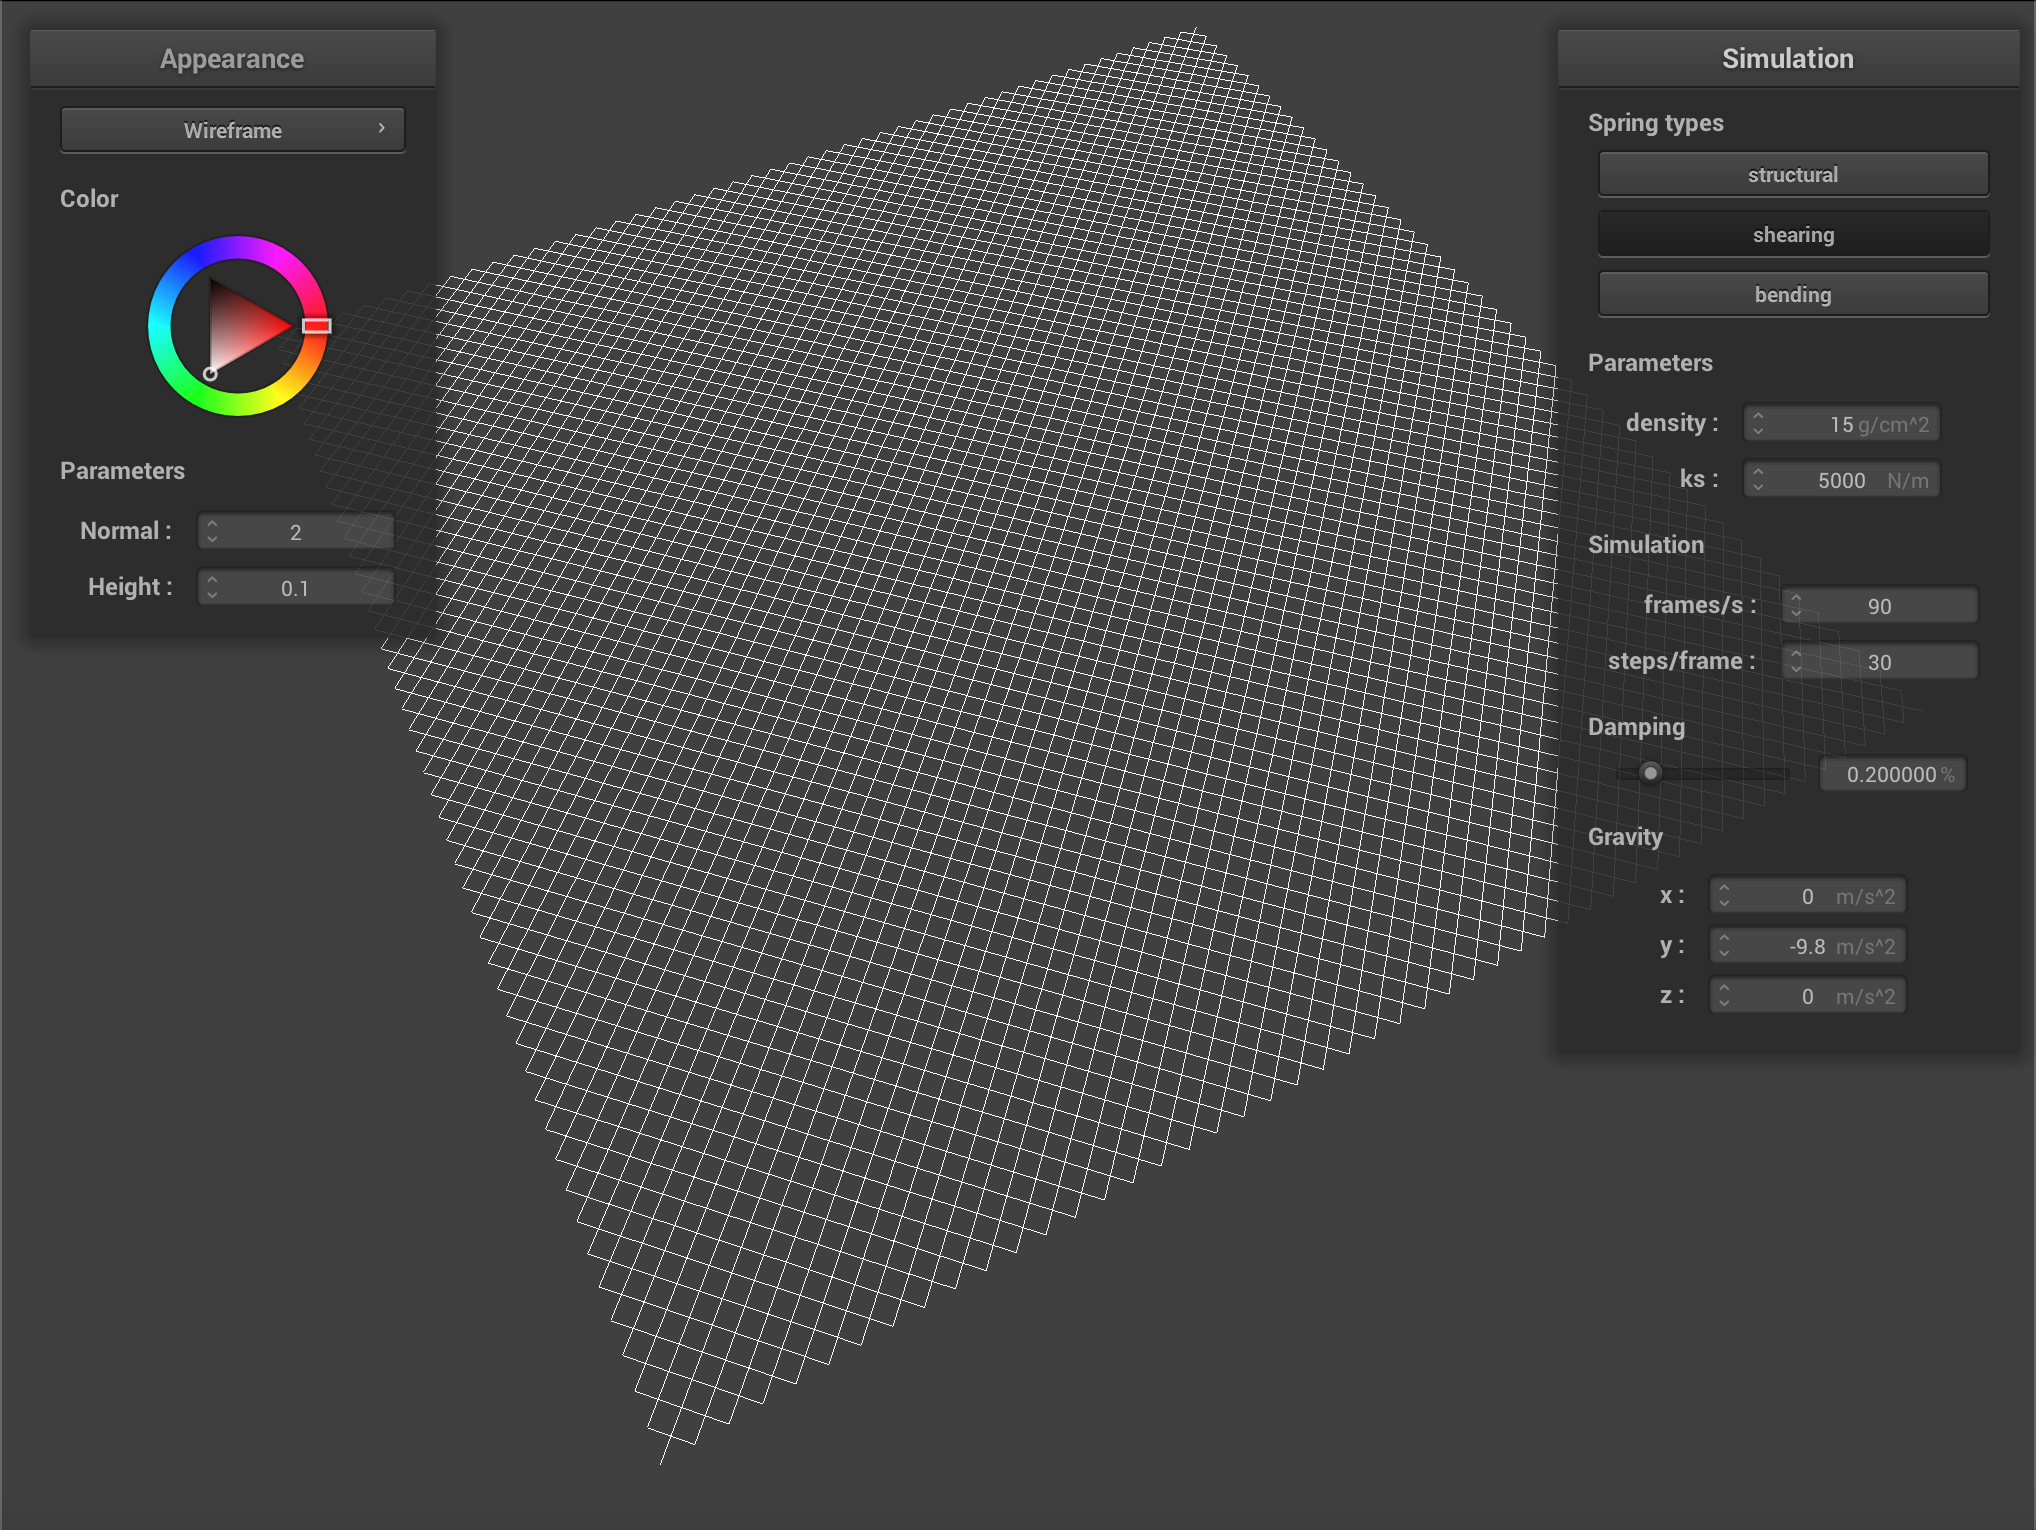 Appearance
Wireframe
Color
Parameters
Normal : 2
Height : 0.1
Simulation
Spring types
structural
shearing
bending
Parameters
density : 15 g/cm^2
ks : 5000 N/m
Simulation
frames/s : 90
steps/frame : 30
Damping
0.200000 %
Gravity
x : 0 m/s^2
y : -9.8 m/s^2
z : 0 m/s^2